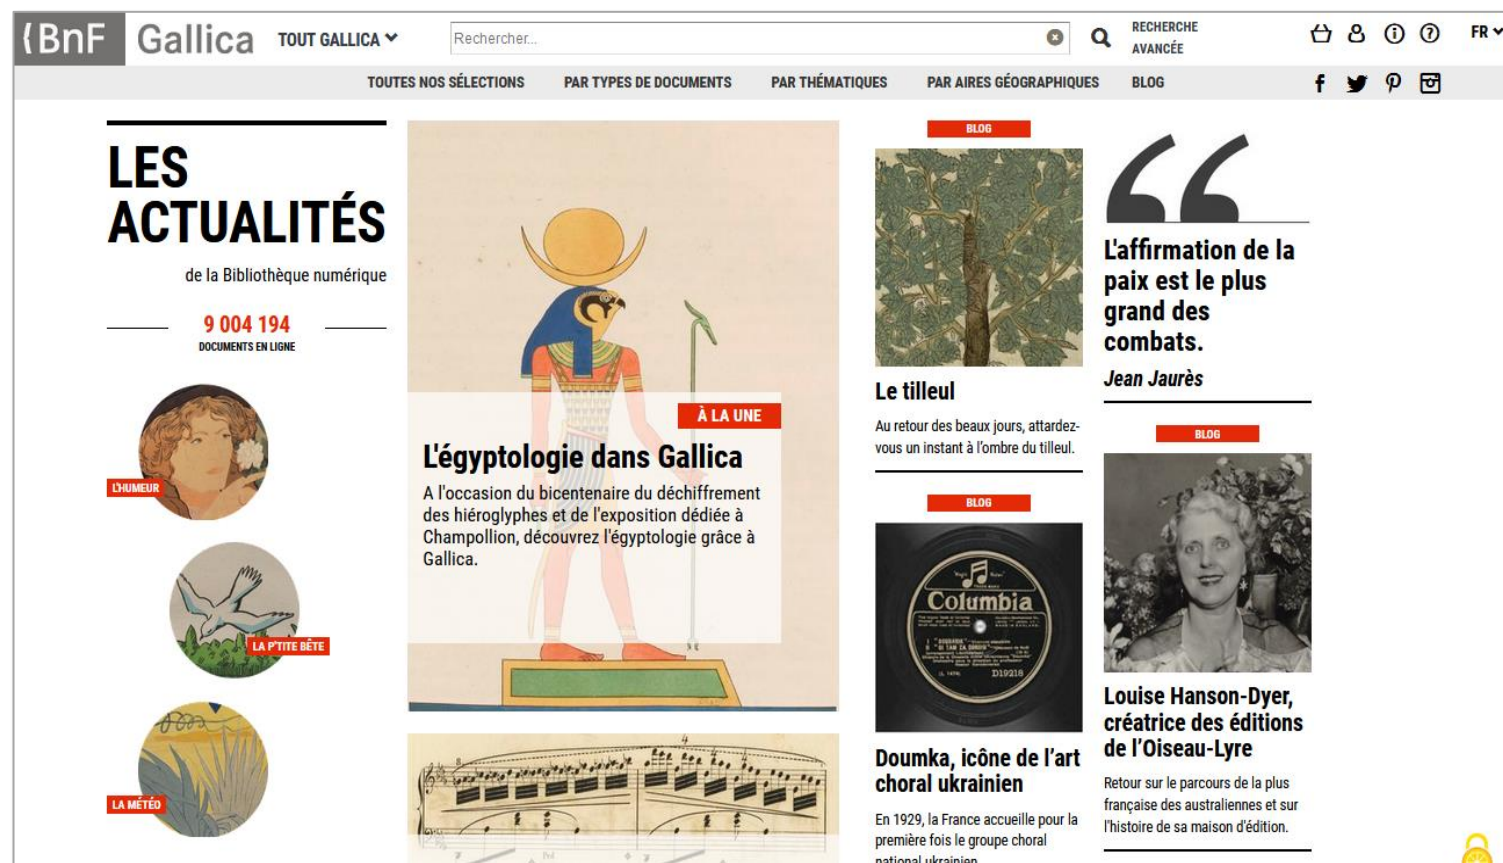 BnF Gallica TOUT GALLICA
Rechercher...
RECHERCHE
AVANCÉE
FR
TOUTES NOS SÉLECTIONS PAR TYPES DE DOCUMENTS PAR THÉMATIQUES PAR AIRES GÉOGRAPHIQUES BLOG
LES
ACTUALITÉS
de la Bibliothèque numérique
9 004 194
DOCUMENTS EN LIGNE
L'HUMEUR
LA P'TITE BÊTE
LA MÉTÉO
À LA UNE
L'égyptologie dans Gallica
A l'occasion du bicentenaire du déchiffrement
des hiéroglyphes et de l'exposition dédiée à
Champollion, découvrez l'égyptologie grâce à
Gallica.
BLOG
Le tilleul
Au retour des beaux jours, attardez-
vous un instant à l'ombre du tilleul.
BLOG
Columbia
D19218
Doumka, icône de l’art
choral ukrainien
En 1929, la France accueille pour la
première fois le groupe choral
national ukrainien
L'affirmation de la
paix est le plus
grand des
combats.
Jean Jaurès
BLOG
Louise Hanson-Dyer,
créatrice des éditions
de l’Oiseau-Lyre
Retour sur le parcours de la plus
française des australiennes et sur
l'histoire de sa maison d'édition.